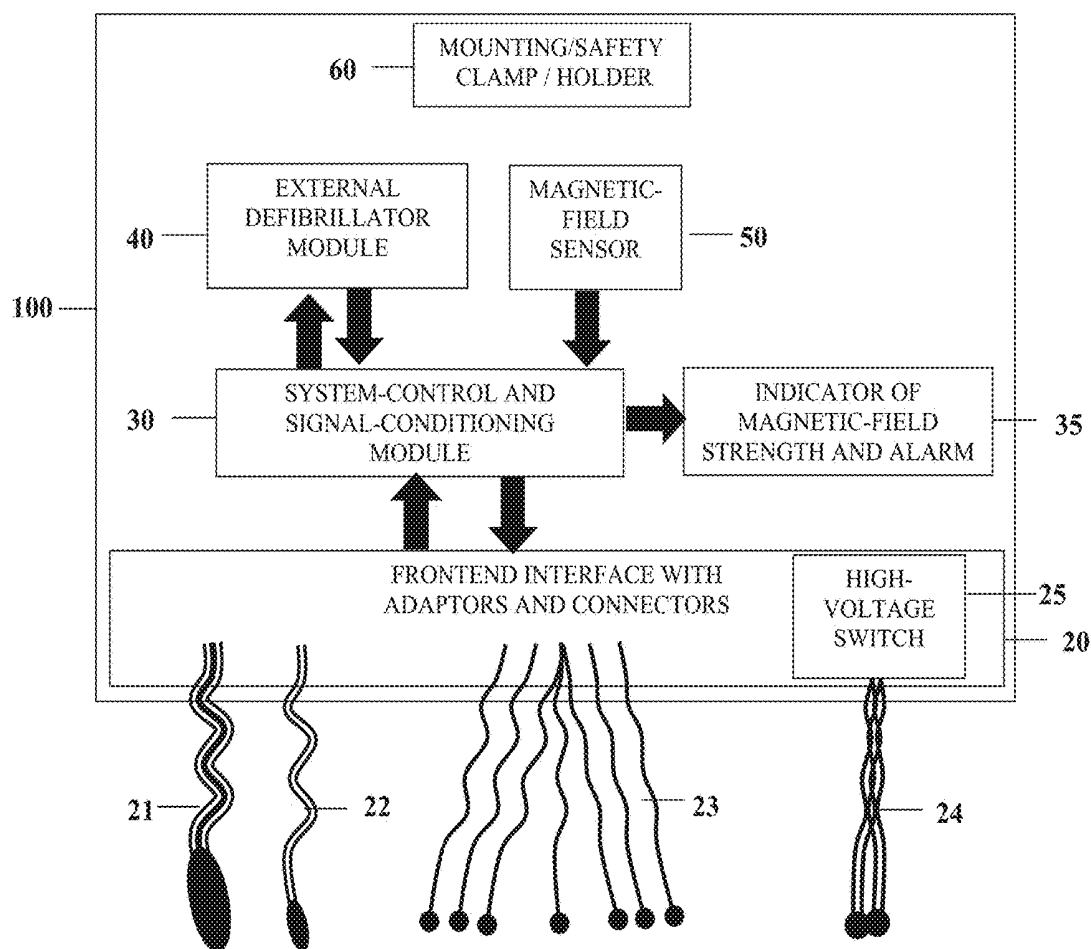 MOUNTING/SAFETY
CLAMP / HOLDER
60
EXTERNAL
DEFIBRILLATOR
MODULE
40
MAGNETIC-
FIELD
SENSOR
50
100
SYSTEM-CONTROL AND
SIGNAL-CONDITIONING
MODULE
30
INDICATOR OF
MAGNETIC-FIELD
STRENGTH AND ALARM
35
FRONTEND INTERFACE WITH
ADAPTORS AND CONNECTORS
HIGH-
VOLTAGE
SWITCH
25
20
21
22
23
24